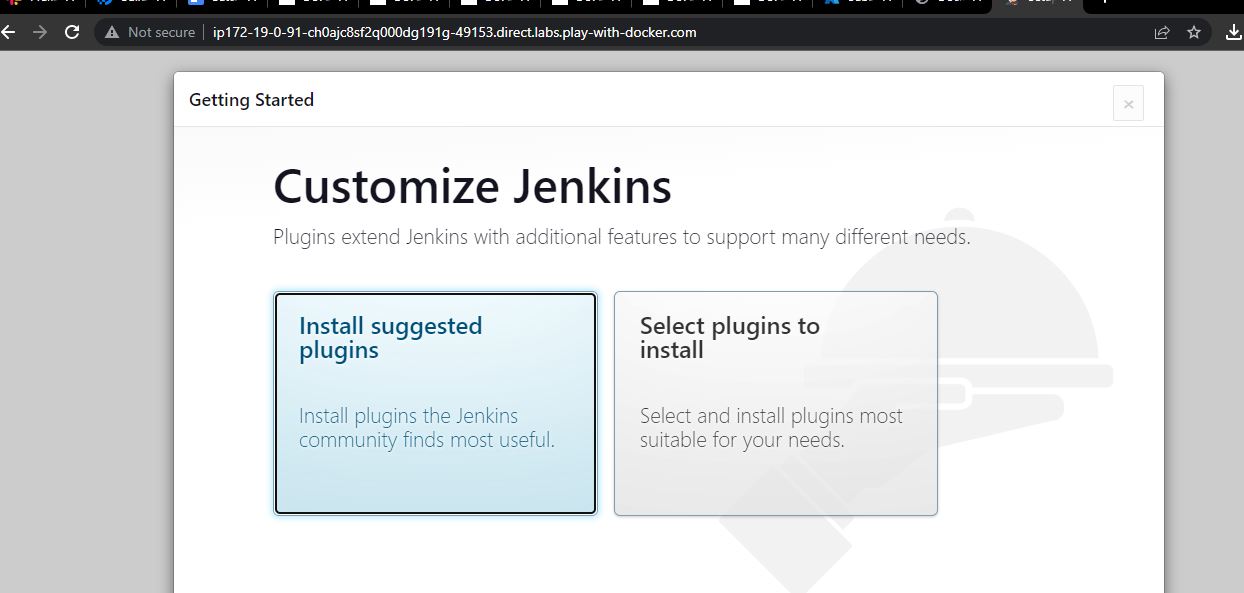 Not secure
ip172-19-0-91-ch0ajc8sf2q000dg191g-49153.direct.labs.play-with-docker.com
Getting Started
×
Customize Jenkins
Plugins extend Jenkins with additional features to support many different needs.
Install suggested
plugins
Install plugins the Jenkins
community finds most useful.
Select plugins to
install
Select and install plugins most
suitable for your needs.